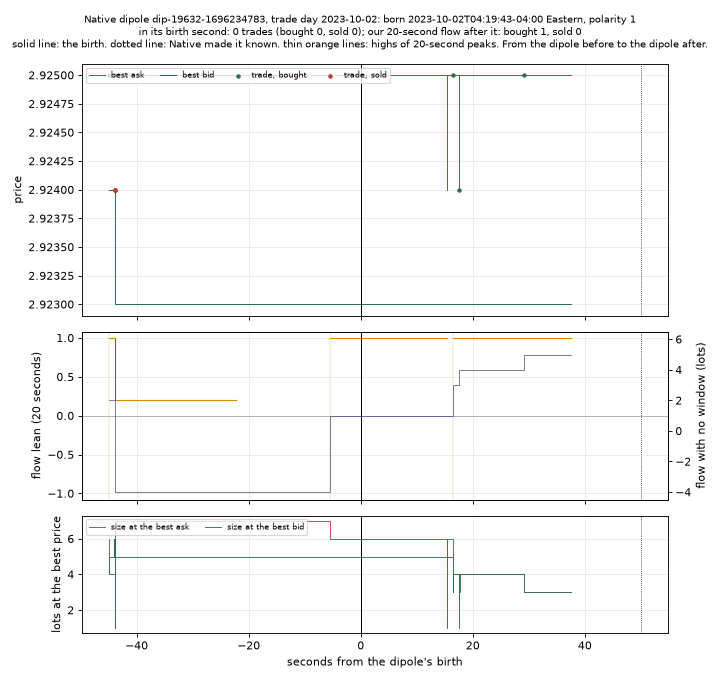 Native dipole dip-19632-1696234783, trade day 2023-10-02: born 2023-10-02T04:19:43-04:00 Eastern, polarity 1
in its birth second: 0 trades (bought 0, sold 0); our 20-second flow after it: bought 1, sold 0
solid line: the birth. dotted line: Native made it known. thin orange lines: highs of 20-second peaks. From the dipole before to the dipole after.
best ask
best bid
trade, bought
trade, sold
2.92500
2.92475
2.92450
2.92425
2.92400
2.92375
2.92350
2.92325
2.92300
price
1.0
0.5
0.0
−0.5
−1.0
flow lean (20 seconds)
6
4
2
0
−2
−4
flow with no window (lots)
size at the best ask
size at the best bid
6
4
2
lots at the best price
−40
−20
0
20
40
seconds from the dipole's birth